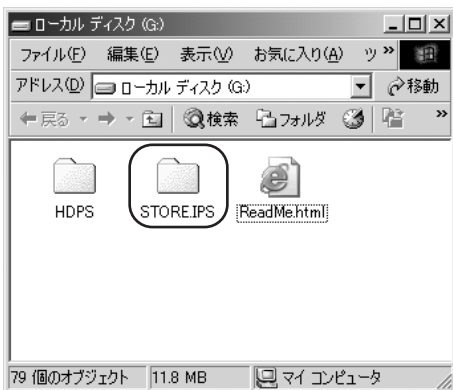 ローカル ディスク (G:)
ファイル(F) 編集(E) 表示(V) お気に入り(A) ツ »
アドレス(D) ローカル ディスク (G:) 移動
戻る 検索 フォルダ »
HDPS STORE.IPS ReadMe.html
79 個のオブジェクト 11.8 MB マイ コンピュータ